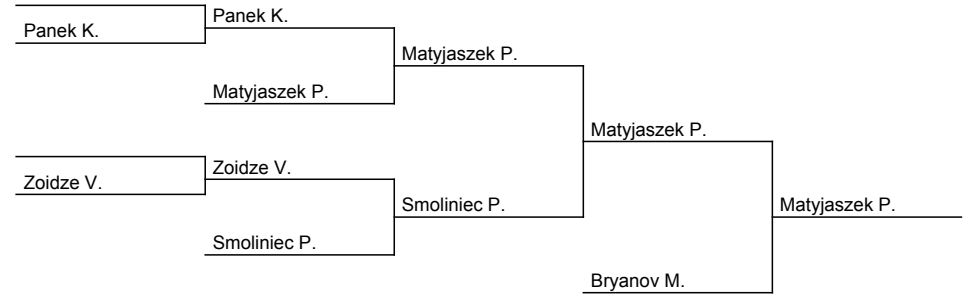 Panek K.
Panek K.
Matyjaszek P.
Matyjaszek P.
Matyjaszek P.
Zoidze V.
Zoidze V.
Smoliniec P.
Matyjaszek P.
Smoliniec P.
Bryanov M.